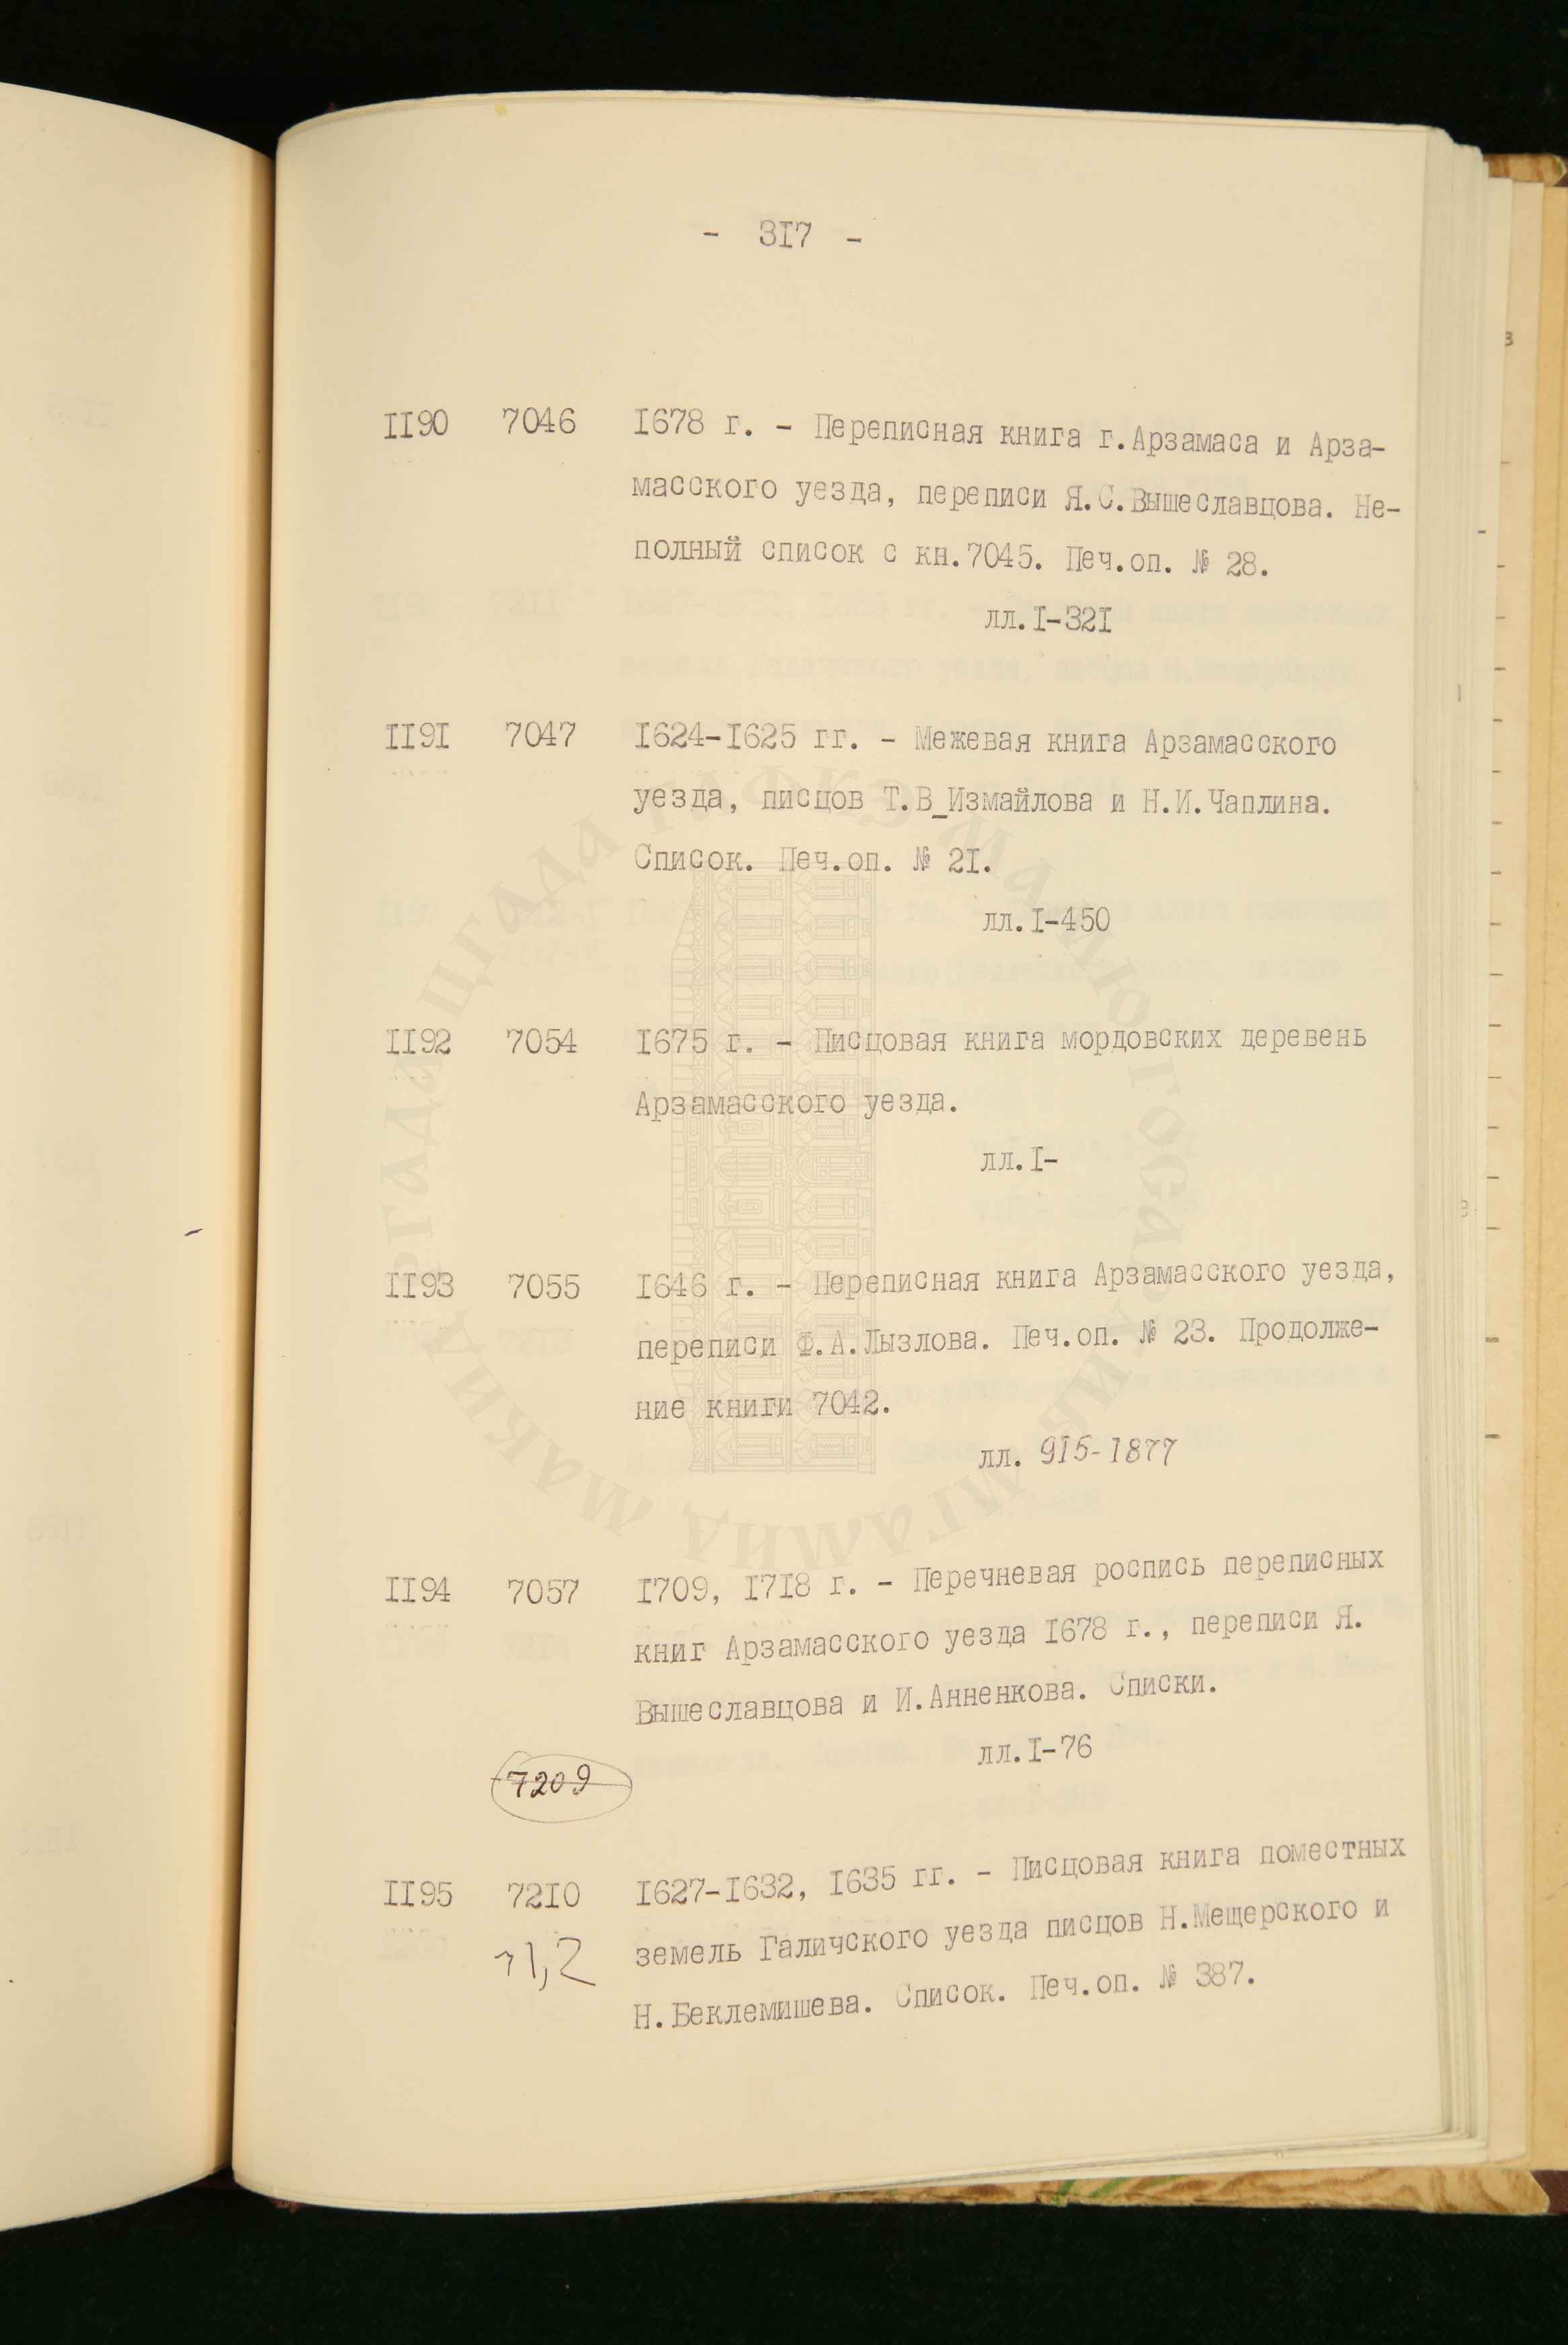 - 317 -
1190 7046 1678 г. - Переписная книга г.Арзамаса и Арза-
масского уезда, переписи Я.С.Вышеславцова. Не-
полный список с кн.7045. Печ.оп. № 28.
лл.1-321
1191 7047 1624-1625 гг. - Межевая книга Арзамасского
уезда, писцов Т.В_Измайлова и Н.И.Чаплина.
Список. Печ.оп. № 21.
лл.1-450
1192 7054 1675 г. - Писцовая книга мордовских деревень
Арзамасского уезда.
лл.1-
1193 7055 1646 г. - Переписная книга Арзамасского уезда,
переписи Ф.А.Лызлова. Печ.оп. № 23. Продолже-
ние книги 7042.
лл. 915-1877
1194 7057 1709, 1718 г. - Перечневая роспись переписных
книг Арзамасского уезда 1678 г., переписи Я.
Вышеславцова и И.Анненкова. Списки.
лл.1-76
7209
1195 7210 1627-1632, 1635 гг. - Писцовая книга поместных
1,2 земель Галичского уезда писцов Н.Мещерского и
Н.Беклемишева. Список. Печ.оп. № 387.